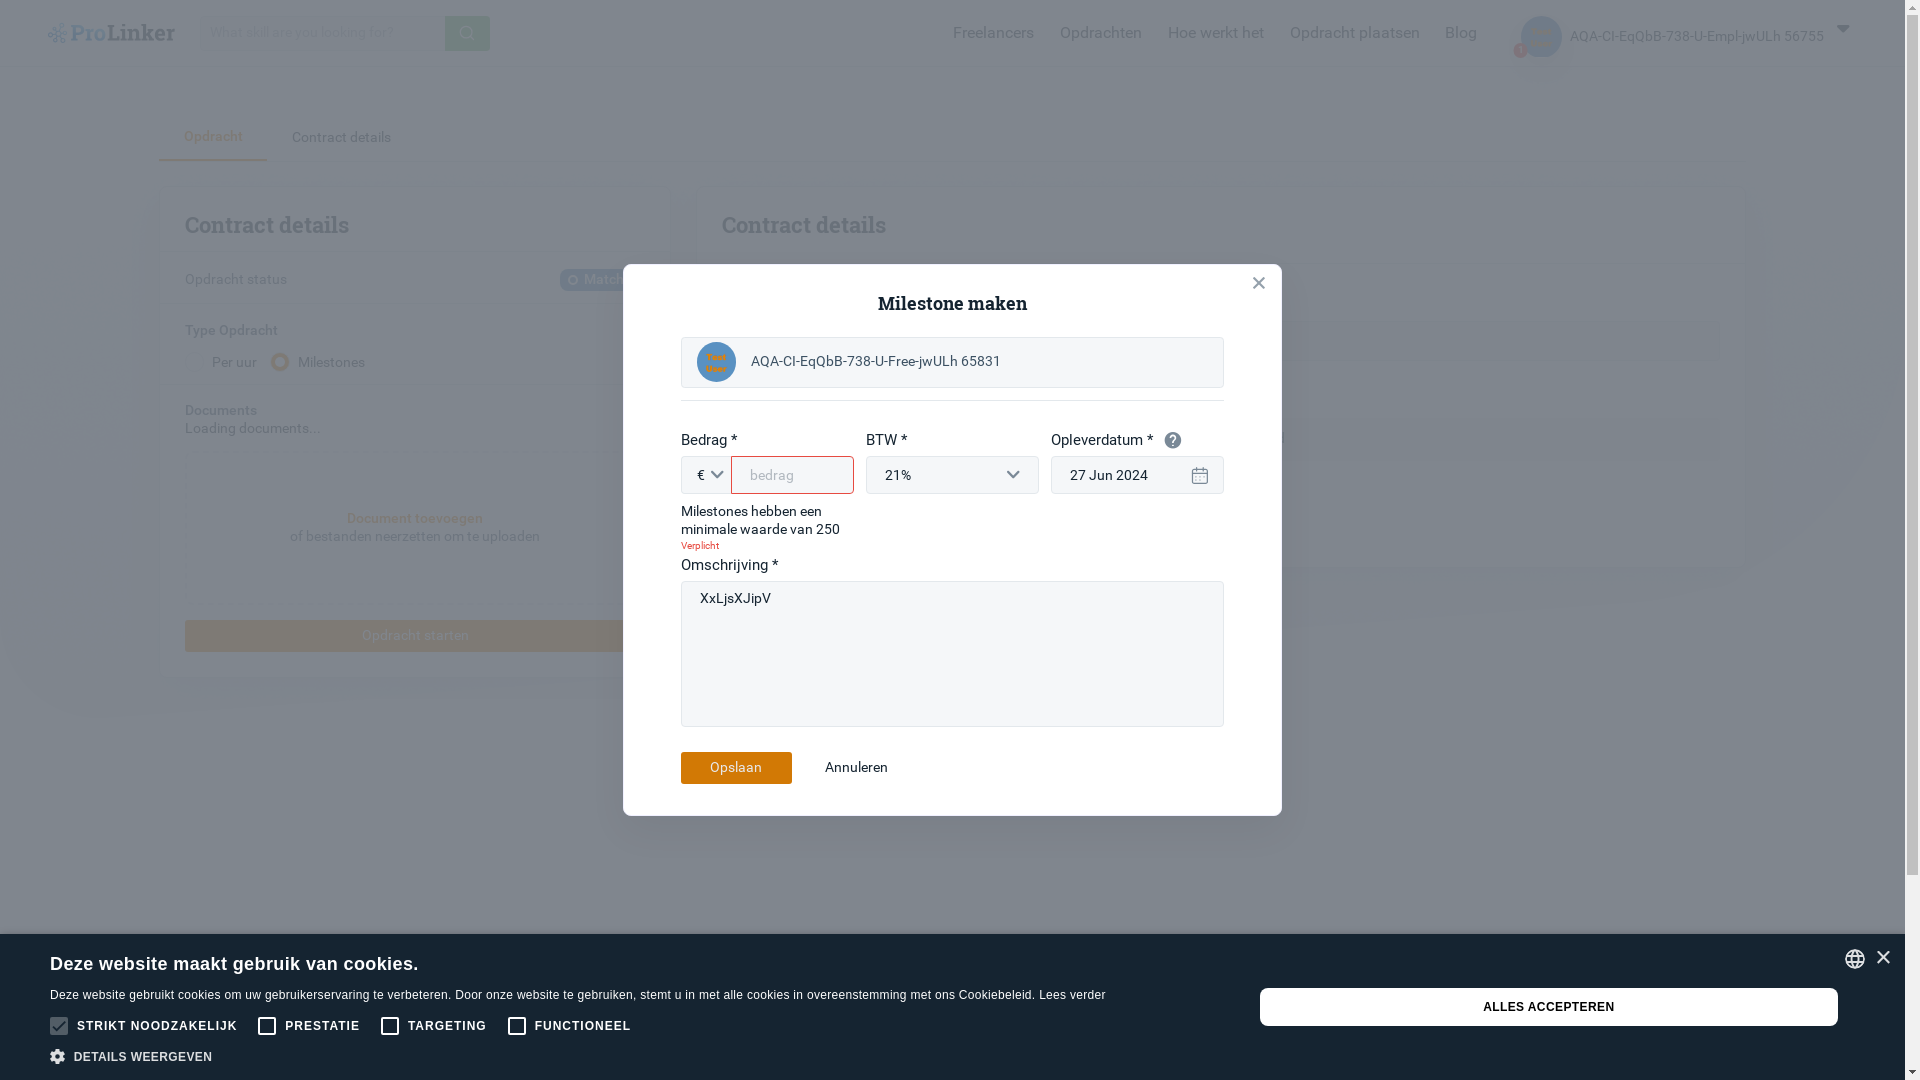 ProLinker
What skill are you looking for?
Freelancers
Opdrachten
Hoe werkt het
Opdracht plaatsen
Blog
1
AQA-CI-EqQbB-738-U-Empl-jwULh 56755
Opdracht
Contract details
Contract details
Contract details
Opdracht status
Match
Type Opdracht
Per uur
Milestones
Documents
Loading documents...
Document toevoegen
of bestanden neerzetten om te uploaden
Opdracht starten
Milestone maken
Test
User
AQA-CI-EqQbB-738-U-Free-jwULh 65831
Bedrag *
BTW *
Opleverdatum *
€
bedrag
21%
27 Jun 2024
Milestones hebben een
minimale waarde van 250
Verplicht
Omschrijving *
XxLjsXJipV
Opslaan
Annuleren
Deze website maakt gebruik van cookies.
Deze website gebruikt cookies om uw gebruikerservaring te verbeteren. Door onze website te gebruiken, stemt u in met alle cookies in overeenstemming met ons Cookiebeleid. Lees verder
STRIKT NOODZAKELIJK
PRESTATIE
TARGETING
FUNCTIONEEL
DETAILS WEERGEVEN
ALLES ACCEPTEREN